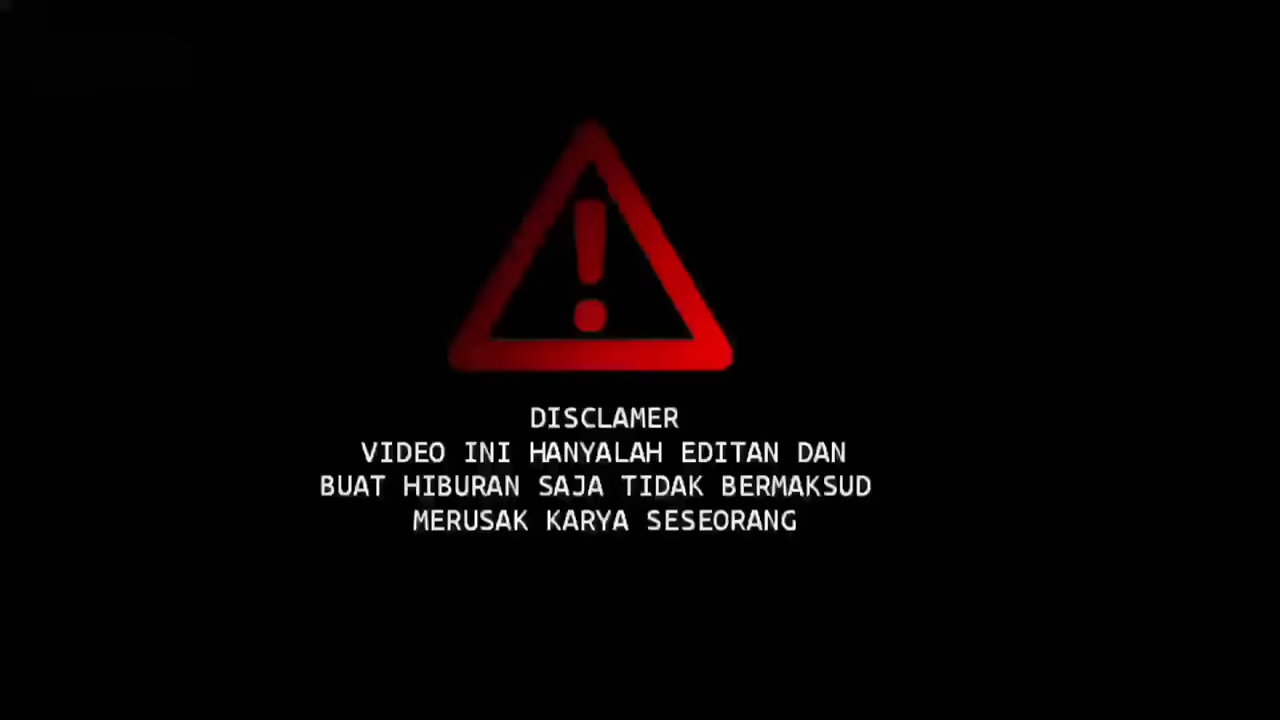 DISCLAMER
VIDEO INI HANYALAH EDITAN DAN
BUAT HIBURAN SAJA TIDAK BERMAKSUD
MERUSAK KARYA SESEORANG